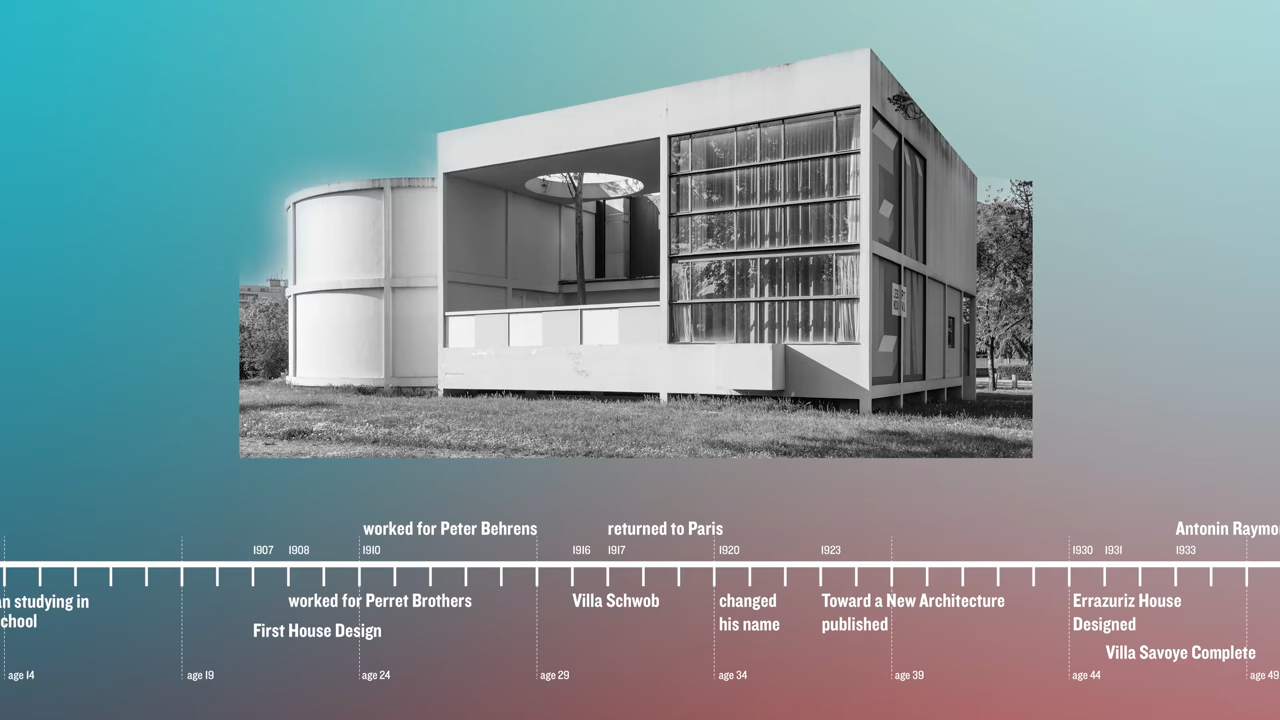 worked for Peter Behrens
returned to Paris
Antonin Raymo
1907
1908
1910
1916
1917
1920
1923
1930
1931
1933
an studying in
chool
worked for Perret Brothers
First House Design
Villa Schwob
changed
his name
Toward a New Architecture
published
Errazuriz House
Designed
Villa Savoye Complete
age 14
age 19
age 24
age 29
age 34
age 39
age 44
age 49